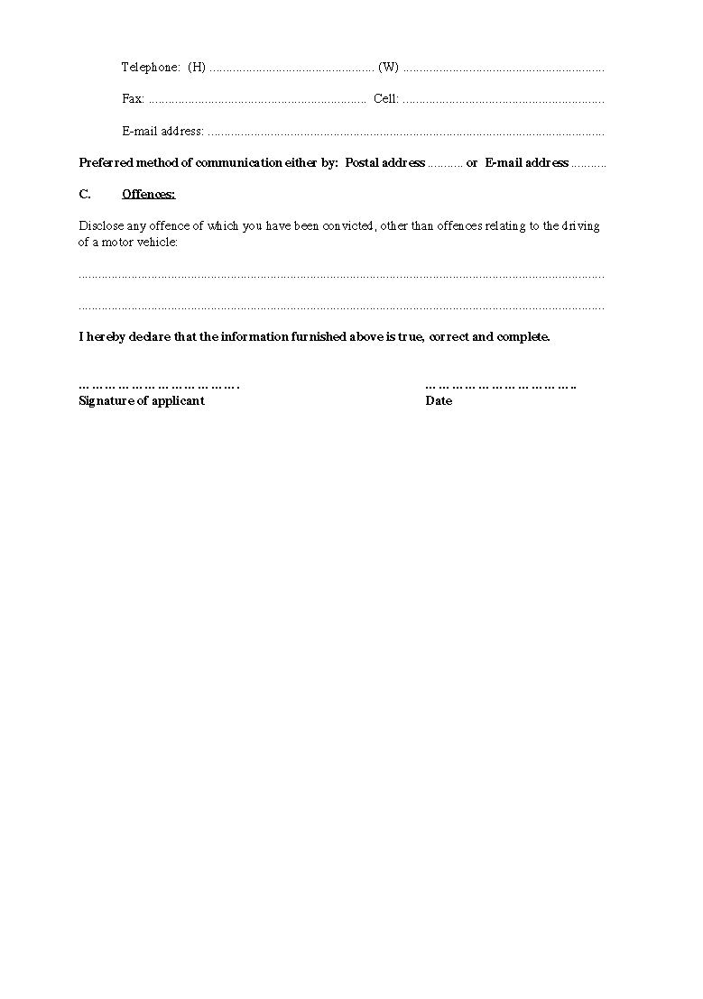 Telephone: (H) .................................................. (W) .............................................................
Fax: .................................................................. Cell: .............................................................
E-mail address: ........................................................................................................................
Preferred method of communication either by: Postal address ........... or E-mail address ...........
C. Offences:
Disclose any offence of which you have been convicted, other than offences relating to the driving
of a motor vehicle:
...............................................................................................................................................................
...............................................................................................................................................................
I hereby declare that the information furnished above is true, correct and complete.
………………………………. ……………………………..
Signature of applicant Date